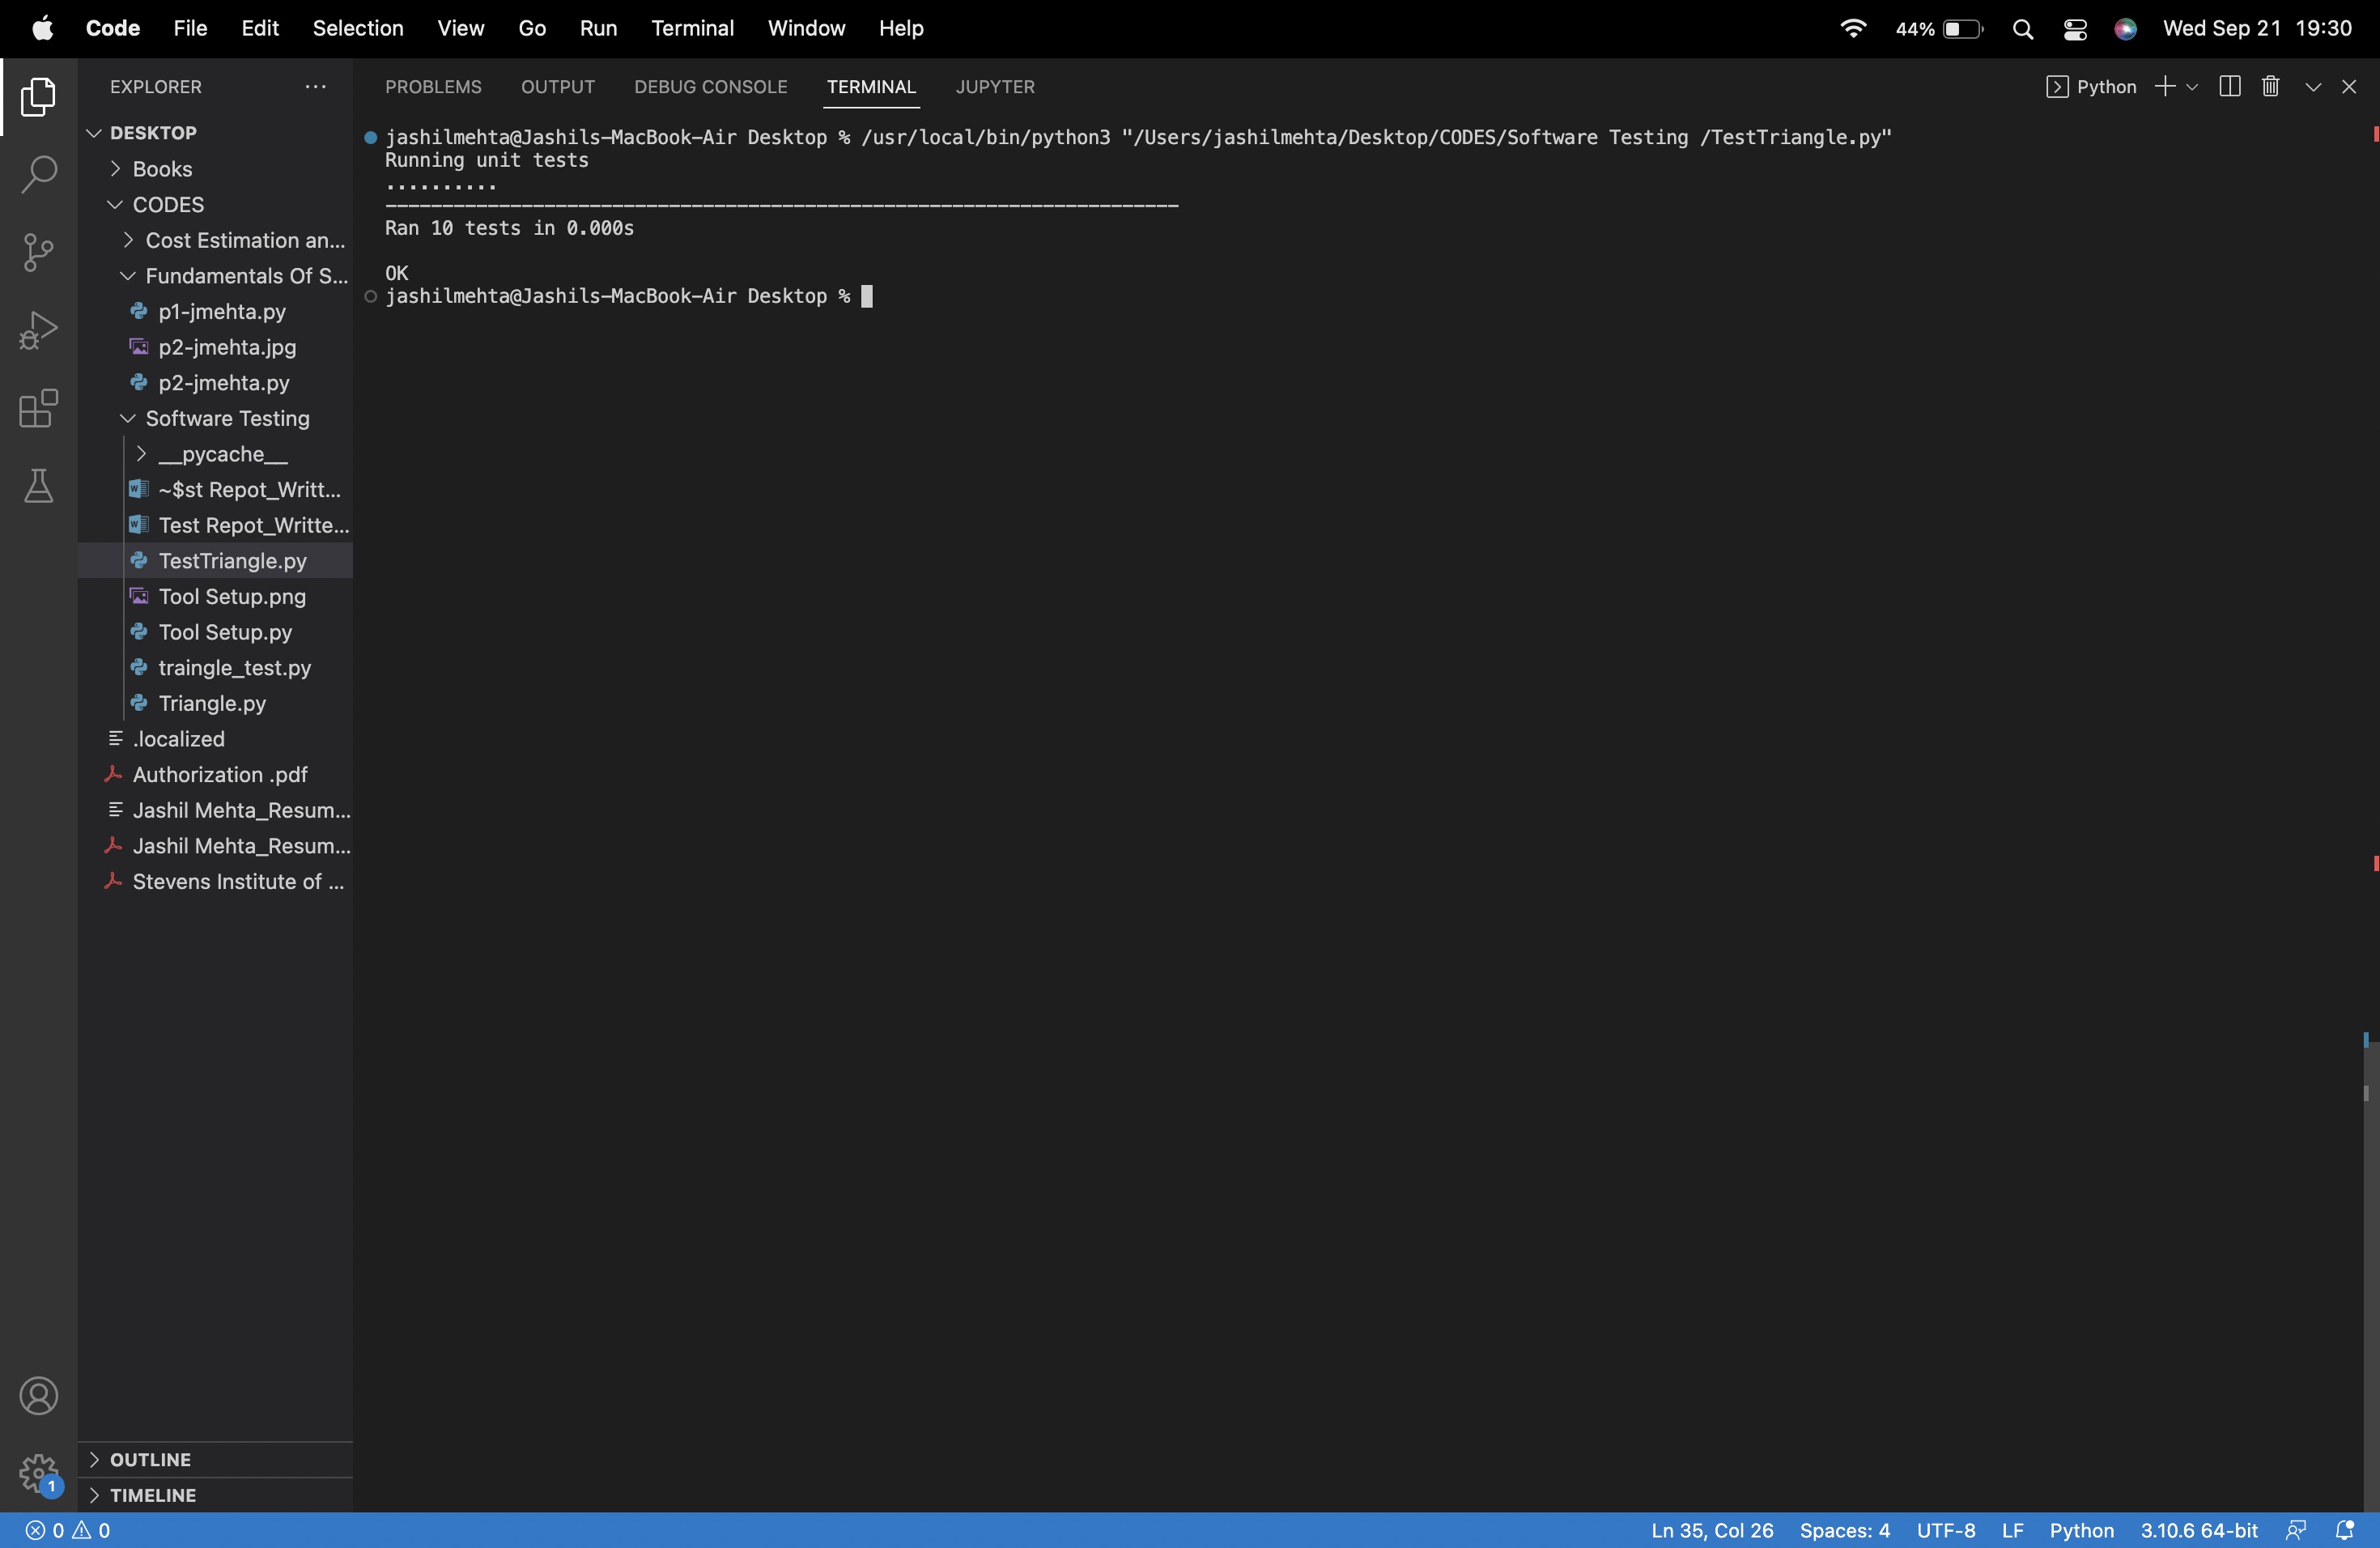 Code File Edit Selection View Go Run Terminal Window Help 44% Wed Sep 21 19:30
EXPLORER ...
DESKTOP
Books
CODES
Cost Estimation an...
Fundamentals Of S...
p1-jmehta.py
p2-jmehta.jpg
p2-jmehta.py
Software Testing
__pycache__
~$st Repot_Writt...
Test Repot_Writte...
TestTriangle.py
Tool Setup.png
Tool Setup.py
traingle_test.py
Triangle.py
.localized
Authorization .pdf
Jashil Mehta_Resum...
Jashil Mehta_Resum...
Stevens Institute of ...
OUTLINE
TIMELINE
PROBLEMS OUTPUT DEBUG CONSOLE TERMINAL JUPYTER Python
jashilmehta@Jashils-MacBook-Air Desktop % /usr/local/bin/python3 "/Users/jashilmehta/Desktop/CODES/Software Testing /TestTriangle.py"
Running unit tests
..........
----------------------------------------------------------------------
Ran 10 tests in 0.000s
OK
jashilmehta@Jashils-MacBook-Air Desktop %
1
0 0 Ln 35, Col 26 Spaces: 4 UTF-8 LF Python 3.10.6 64-bit